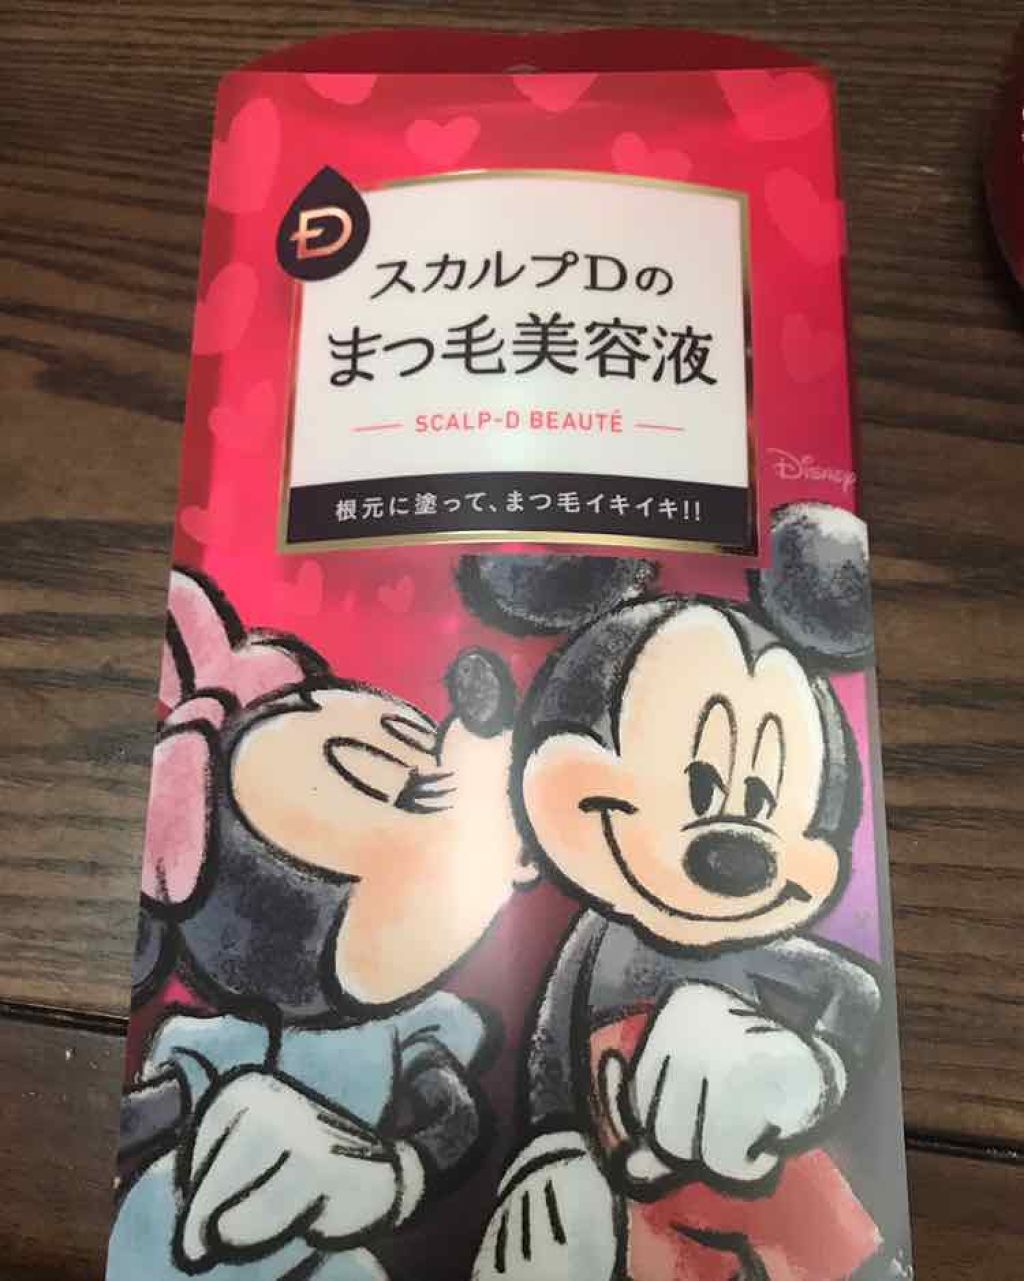 Ð
スカルプDの
まつ毛美容液
SCALP-D BEAUTÉ
Disney
根元に塗って、まつ毛イキイキ!!